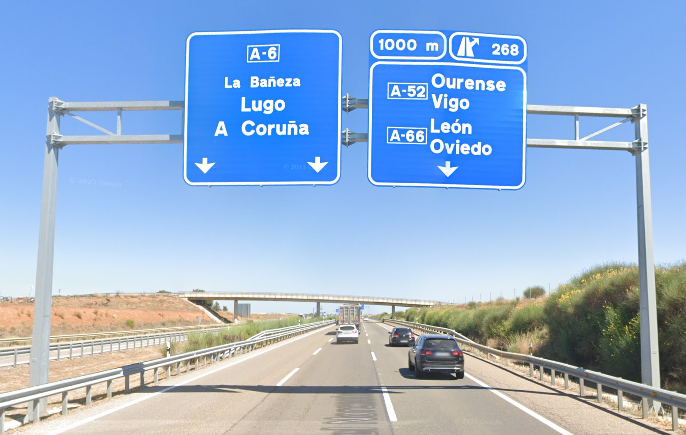 A-6
La Bañeza
Lugo
A Coruña
1000 m
268
A-52
Ourense
Vigo
A-66
León
Oviedo